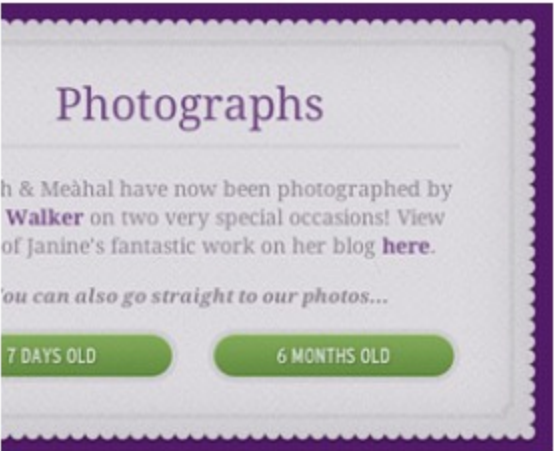 Photographs
h & Meàhal have now been photographed by
Walker on two very special occasions! View
of Janine's fantastic work on her blog here.
ou can also go straight to our photos...
7 DAYS OLD
6 MONTHS OLD